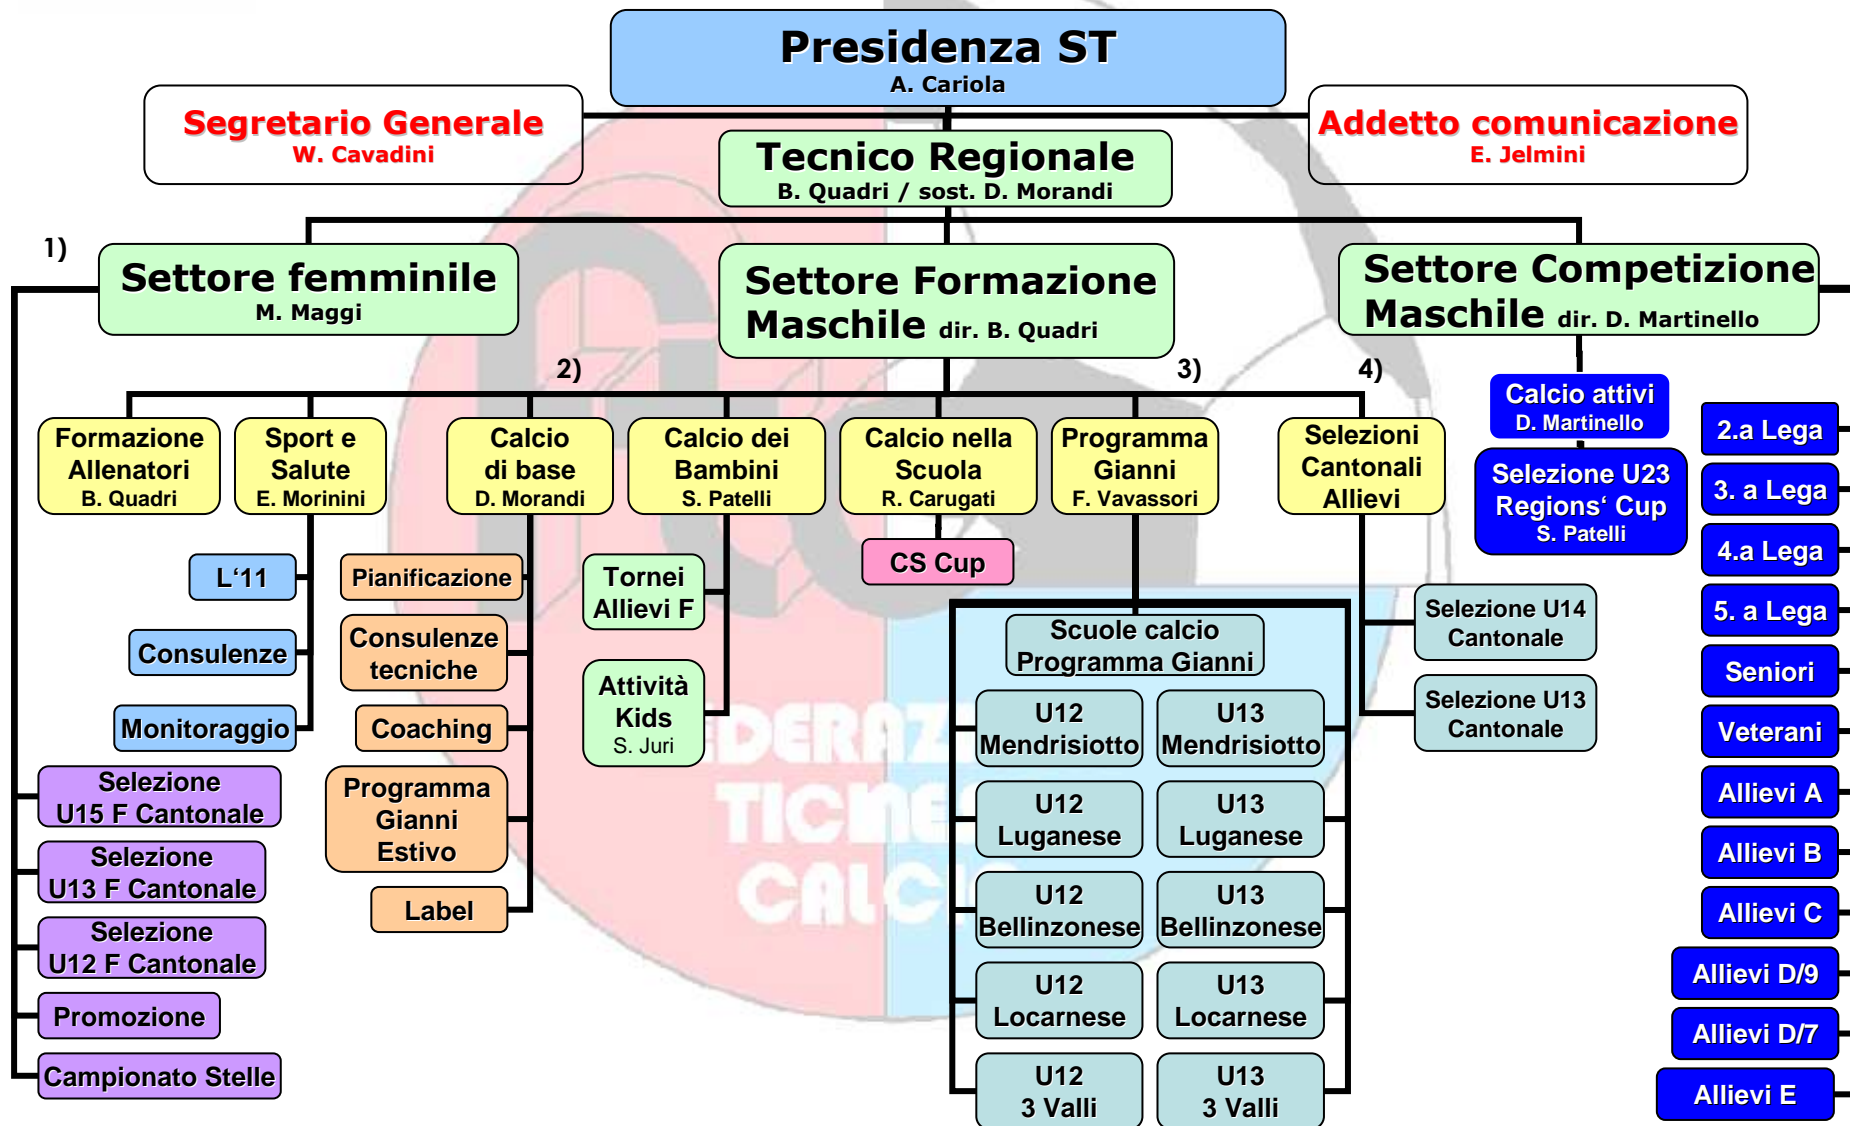 Presidenza ST
A. Cariola
Segretario Generale
W. Cavadini
Addetto comunicazione
E. Jelmini
Tecnico Regionale
B. Quadri / sost. D. Morandi
1)
Settore femminile
M. Maggi
Settore Formazione
Maschile dir. B. Quadri
Settore Competizione
Maschile dir. D. Martinello
2)
3)
4)
Formazione
Allenatori
B. Quadri
Sport e
Salute
E. Morinini
Calcio
di base
D. Morandi
Calcio dei
Bambini
S. Patelli
Calcio nella
Scuola
R. Carugati
Programma
Gianni
F. Vavassori
Selezioni
Cantonali
Allievi
Calcio attivi
D. Martinello
Selezione U23
Regions‘ Cup
S. Patelli
L‘11
Consulenze
Monitoraggio
Pianificazione
Consulenze
tecniche
Coaching
Programma
Gianni
Estivo
Label
Tornei
Allievi F
Attività
Kids
S. Juri
CS Cup
Scuole calcio
Programma Gianni
U12
Mendrisiotto
U13
Mendrisiotto
U12
Luganese
U13
Luganese
U12
Bellinzonese
U13
Bellinzonese
U12
Locarnese
U13
Locarnese
U12
3 Valli
U13
3 Valli
Selezione U14
Cantonale
Selezione U13
Cantonale
2.a Lega
3. a Lega
4.a Lega
5. a Lega
Seniori
Veterani
Allievi A
Allievi B
Allievi C
Allievi D/9
Allievi D/7
Allievi E
Selezione
U15 F Cantonale
Selezione
U13 F Cantonale
Selezione
U12 F Cantonale
Promozione
Campionato Stelle